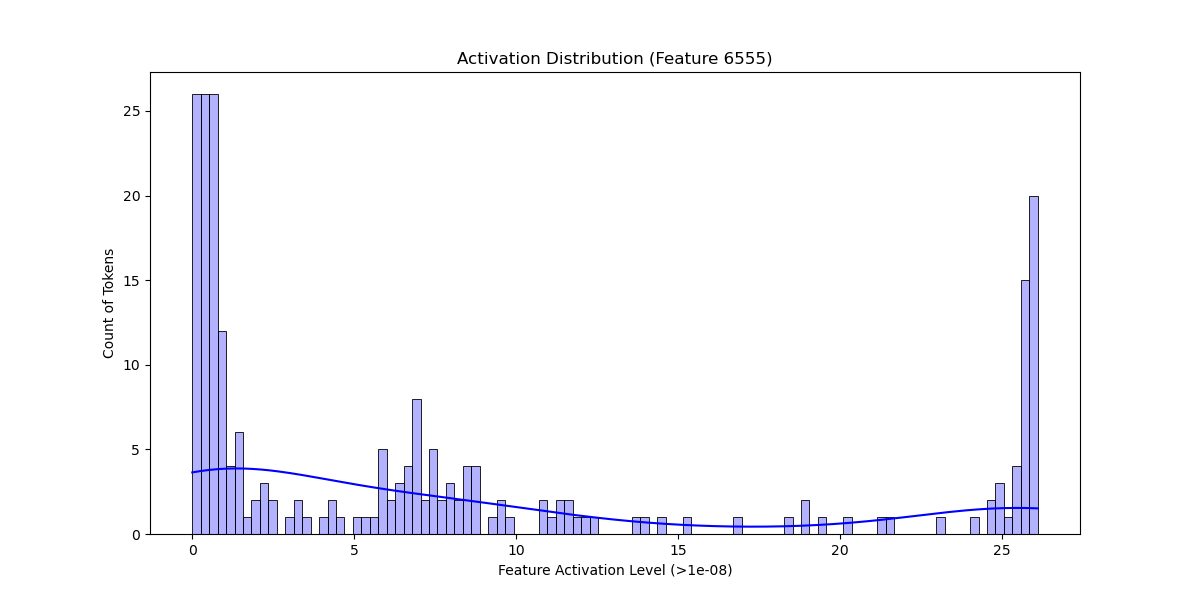 Activation Distribution (Feature 6555)
25
20
15
10
5
0
Count of Tokens
0 5 10 15 20 25
Feature Activation Level (>1e-08)